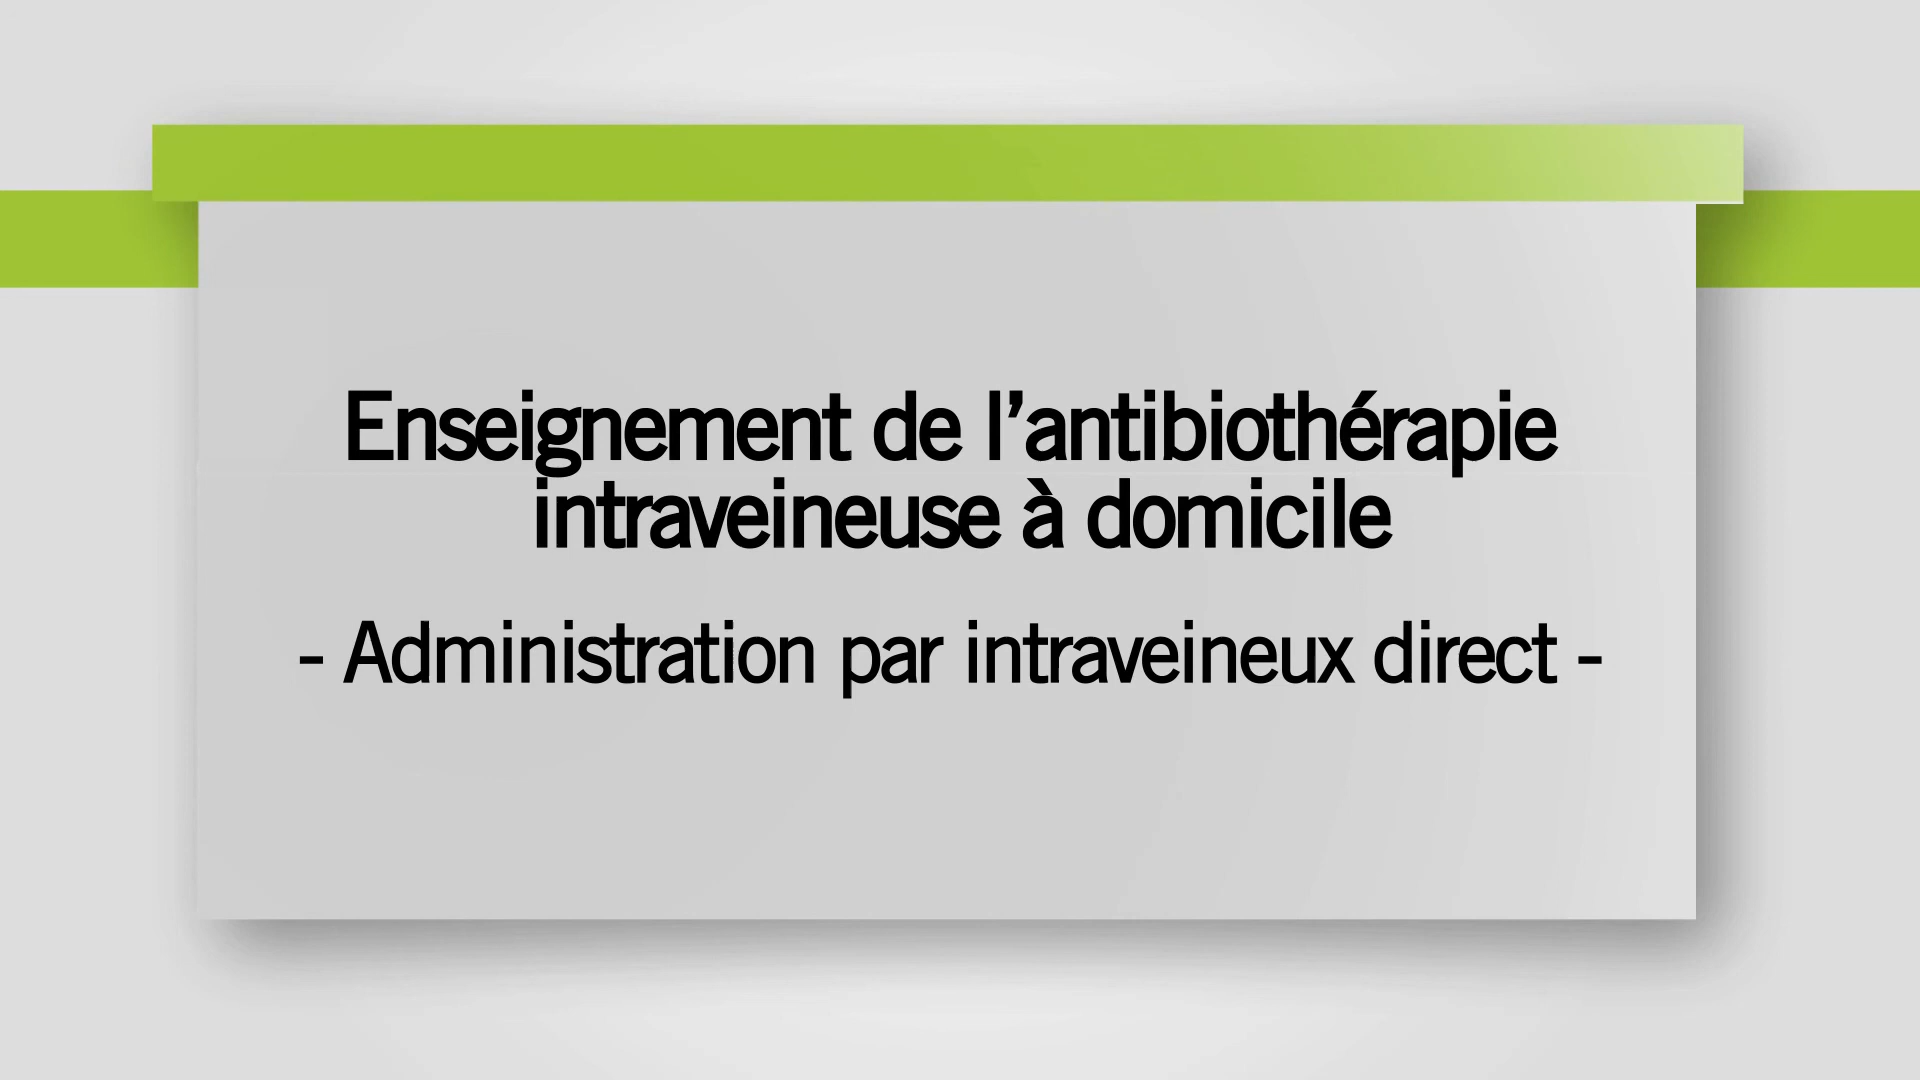 Enseignement de l’antibiothérapie
intraveineuse à domicile
- Administration par intraveineux direct -